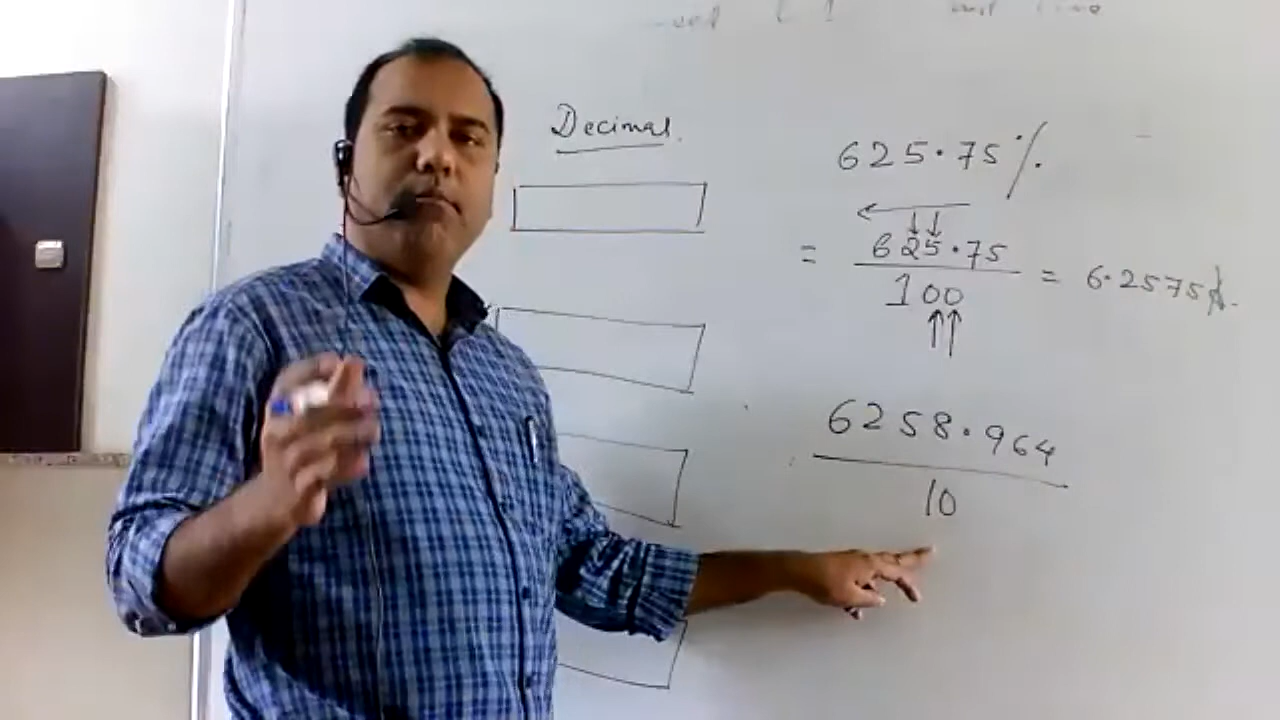 Decimal.
625.75%
= 625.75 / 100 = 6.2575
6258.964
10